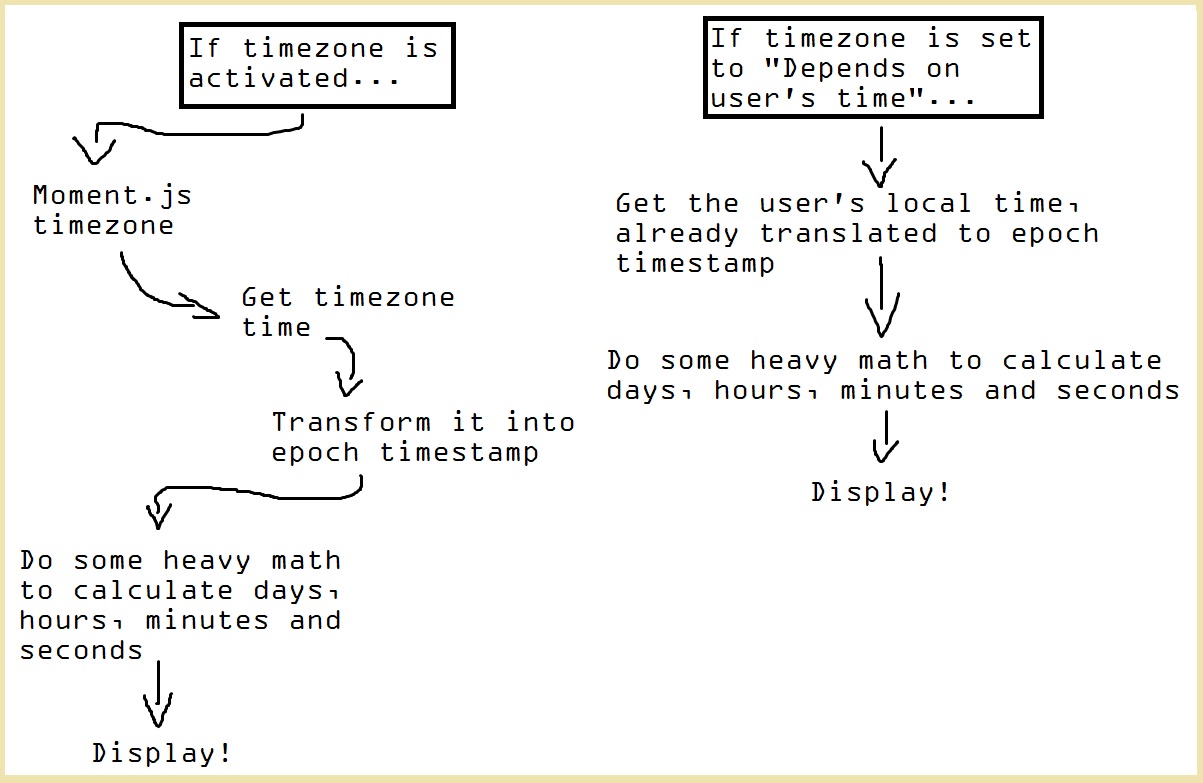 If timezone is
activated...
Moment.js
timezone
Get timezone
time
Transform it into
epoch timestamp
Do some heavy math
to calculate days,
hours, minutes and
seconds
Display!
If timezone is set
to "Depends on
user's time"...
Get the user's local time,
already translated to epoch
timestamp
Do some heavy math to calculate
days, hours, minutes and seconds
Display!